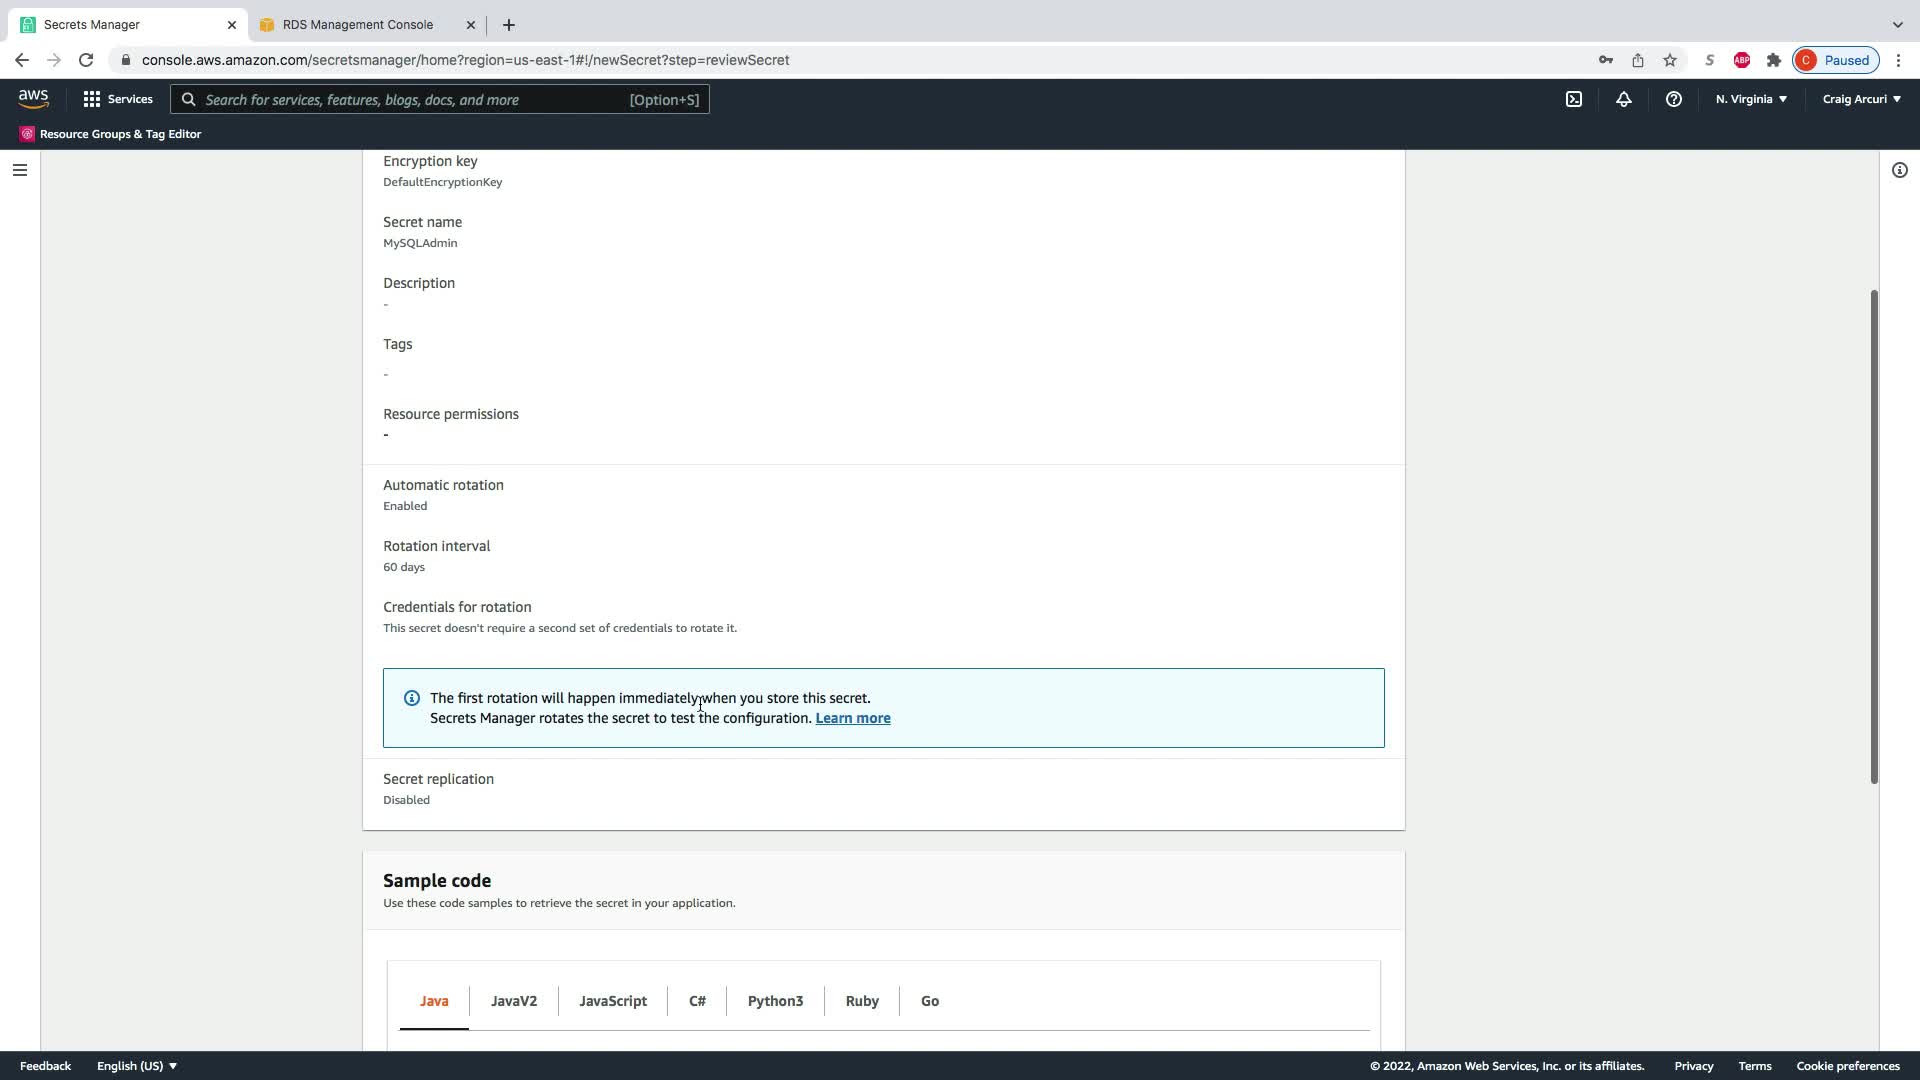 Secrets Manager
RDS Management Console
console.aws.amazon.com/secretsmanager/home?region=us-east-1#!/newSecret?step=reviewSecret
S
ABP
C
Paused
aws
Services
Search for services, features, blogs, docs, and more
[Option+S]
N. Virginia
Craig Arcuri
Resource Groups & Tag Editor
Encryption key
DefaultEncryptionKey
Secret name
MySQLAdmin
Description
-
Tags
-
Resource permissions
-
Automatic rotation
Enabled
Rotation interval
60 days
Credentials for rotation
This secret doesn't require a second set of credentials to rotate it.
The first rotation will happen immediately when you store this secret.
Secrets Manager rotates the secret to test the configuration. Learn more
Secret replication
Disabled
Sample code
Use these code samples to retrieve the secret in your application.
Java
JavaV2
JavaScript
C#
Python3
Ruby
Go
Feedback
English (US)
© 2022, Amazon Web Services, Inc. or its affiliates.
Privacy
Terms
Cookie preferences